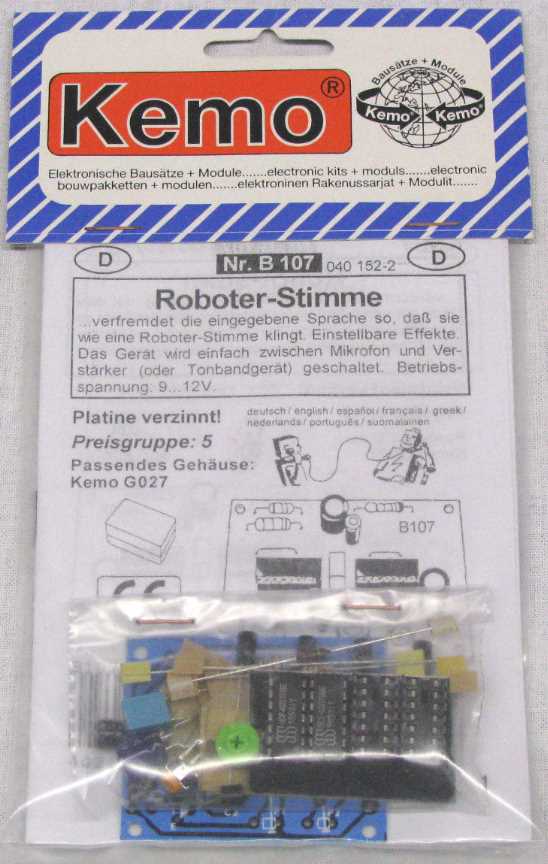 Kemo®
Bausätze + Module
Kemo® Kemo®
Elektronische Bausätze + Module.......electronic kits + moduls.......electronic
bouwpakketten + modulen.......elektroninen Rakenussarjat + Modulit.......
D Nr. B 107 040 152-2 D
Roboter-Stimme
...verfremdet die eingegebene Sprache so, daß sie
wie eine Roboter-Stimme klingt. Einstellbare Effekte.
Das Gerät wird einfach zwischen Mikrofon und Ver-
stärker (oder Tonbandgerät) geschaltet. Betriebs-
spannung: 9...12V.
Platine verzinnt!
deutsch / english / español / français / greek /
nederlands / português / suomalainen
Preisgruppe: 5
Passendes Gehäuse:
Kemo G027
B107
CE